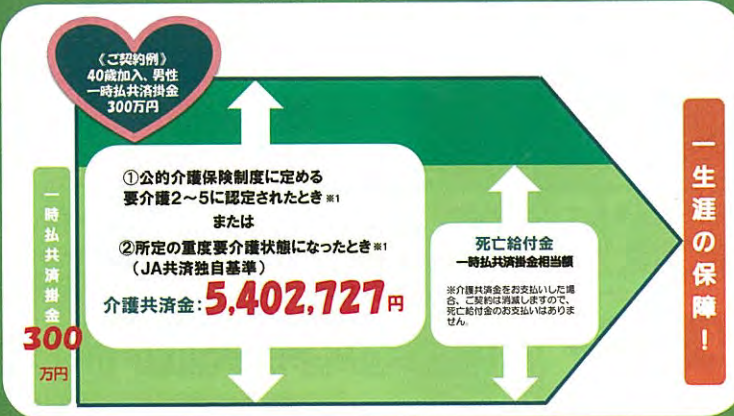 《ご契約例》
40歳加入、男性
一時払共済掛金
300万円
一時払共済掛金
300
万円
①公的介護保険制度に定める
要介護2～5に認定されたとき※1
または
②所定の重度要介護状態になったとき※1
（JA共済独自基準）
介護共済金：5,402,727円
死亡給付金
一時払共済掛金相当額
※介護共済金をお支払いした場
合、ご契約は消滅しますので、
死亡給付金のお支払いはありま
せん。
一生涯の保障！